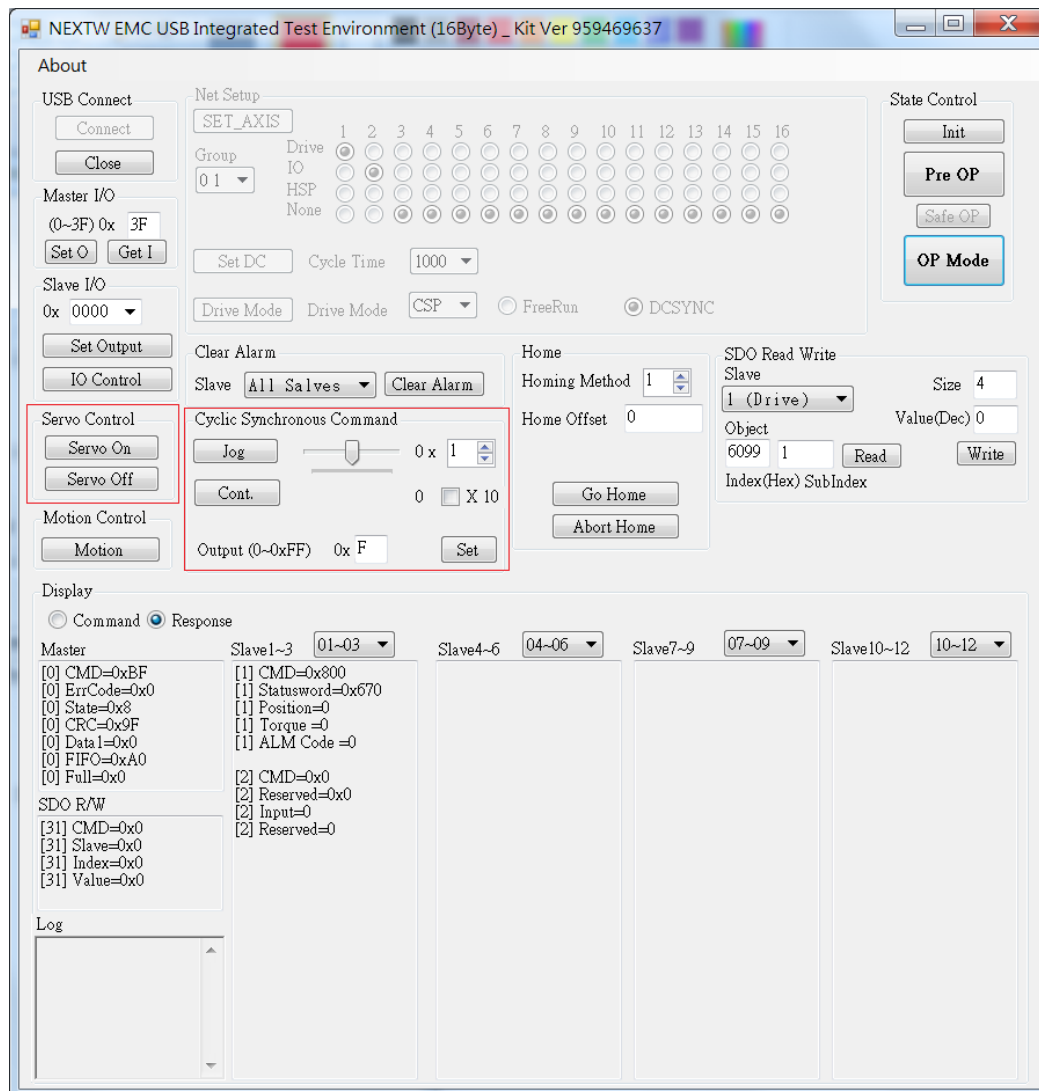 NEXTW EMC USB Integrated Test Environment (16Byte) _ Kit Ver 959469637
About
USB Connect
Connect
Close
Master I/O
(0~3F) 0x 3F
Set O Get I
Slave I/O
0x 0000
Set Output
IO Control
Servo Control
Servo On
Servo Off
Motion Control
Motion
Net Setup
SET_AXIS
1 2 3 4 5 6 7 8 9 10 11 12 13 14 15 16
Group
0 1
Drive
IO
HSP
None
Set DC Cycle Time 1000
Drive Mode Drive Mode CSP FreeRun DCSYNC
State Control
Init
Pre OP
Safe OP
OP Mode
Clear Alarm
Slave All Salves Clear Alarm
Cyclic Synchronous Command
Jog 0 x 1
Cont. 0 X 10
Output (0~0xFF) 0x F Set
Home
Homing Method 1
Home Offset 0
Go Home
Abort Home
SDO Read Write
Slave
1 (Drive)
Size 4
Value(Dec) 0
Object
6099 1 Read Write
Index(Hex) SubIndex
Display
Command Response
Master
[0] CMD=0xBF
[0] ErrCode=0x0
[0] State=0x8
[0] CRC=0x9F
[0] Data1=0x0
[0] FIFO=0xA0
[0] Full=0x0
SDO R/W
[31] CMD=0x0
[31] Slave=0x0
[31] Index=0x0
[31] Value=0x0
Log
Slave1~3 01~03
[1] CMD=0x800
[1] Statusword=0x670
[1] Position=0
[1] Torque =0
[1] ALM Code =0
[2] CMD=0x0
[2] Reserved=0x0
[2] Input=0
[2] Reserved=0
Slave4~6 04~06
Slave7~9 07~09
Slave10~12 10~12